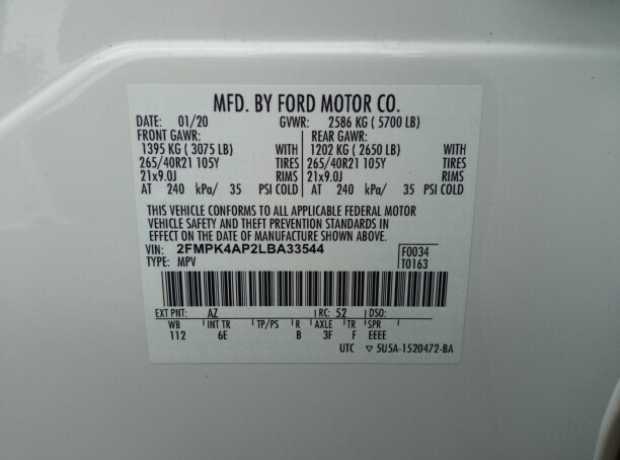 MFD. BY FORD MOTOR CO.
DATE: 01/20 GVWR: 2586 KG ( 5700 LB)
FRONT GAWR: REAR GAWR:
1395 KG ( 3075 LB) WITH 1202 KG ( 2650 LB) WITH
265/40R21 105Y TIRES 265/40R21 105Y TIRES
21x9.0J RIMS 21x9.0J RIMS
AT 240 kPa/ 35 PSI COLD AT 240 kPa/ 35 PSI COLD
THIS VEHICLE CONFORMS TO ALL APPLICABLE FEDERAL MOTOR
VEHICLE SAFETY AND THEFT PREVENTION STANDARDS IN
EFFECT ON THE DATE OF MANUFACTURE SHOWN ABOVE.
VIN: 2FMPK4AP2LBA33544 F0034
TYPE: MPV T0163
EXT PNT: AZ RC: 52 DSO:
WB INT TR TP/PS R AXLE TR SPR
112 6E B 3F F EEEE
UTC ▽ 5U5A-1520472-BA